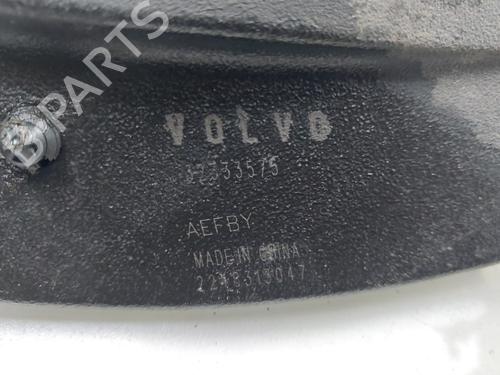 B-PARTS
VOLVO
32333575
AEFBY
MADE IN CHINA